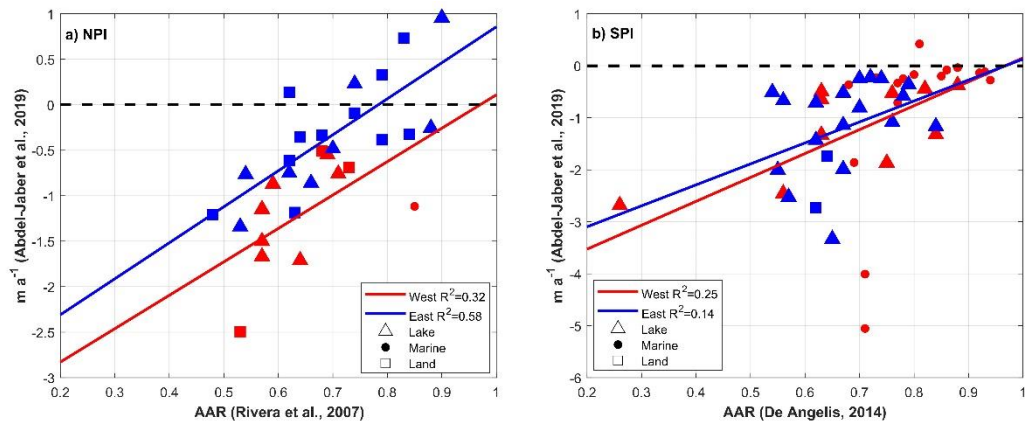 a) NPI
m a⁻¹ (Abdel-Jaber et al., 2019)
1
0.5
0
-0.5
-1
-1.5
-2
-2.5
-3
0.2 0.3 0.4 0.5 0.6 0.7 0.8 0.9 1
AAR (Rivera et al., 2007)
West R²=0.32
East R²=0.58
Lake
Marine
Land
b) SPI
m a⁻¹ (Abdel-Jaber et al., 2019)
1
0
-1
-2
-3
-4
-5
-6
0.2 0.3 0.4 0.5 0.6 0.7 0.8 0.9 1
AAR (De Angelis, 2014)
West R²=0.25
East R²=0.14
Lake
Marine
Land